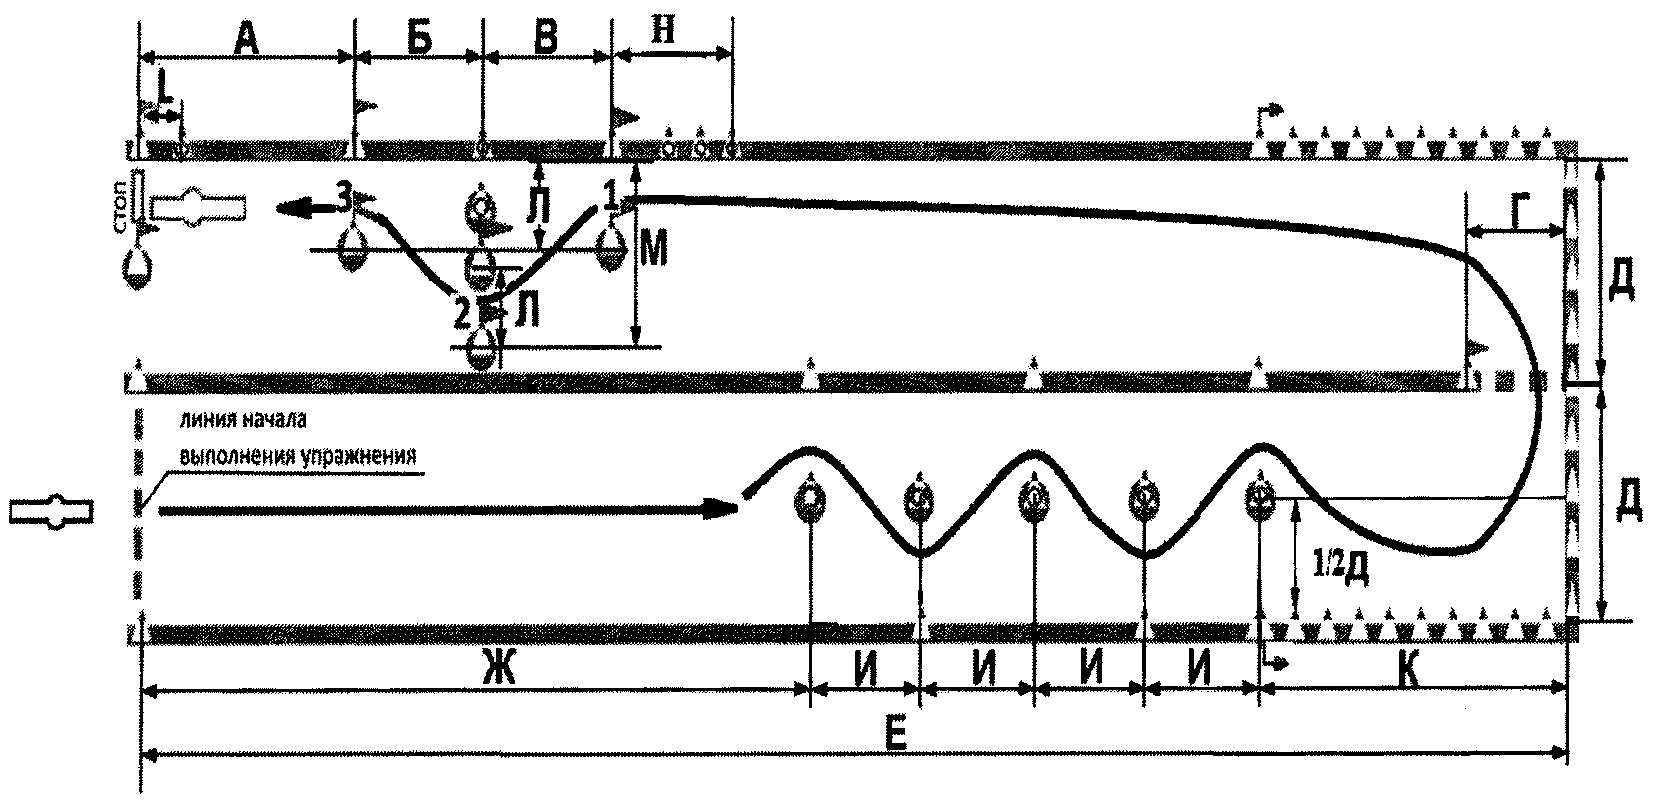 А Б В Н
L
СТОП
3 Л 1
М Г
Д
2 Л
линия начала
выполнения упражнения
Д
1/2Д
Ж И И И И К
Е